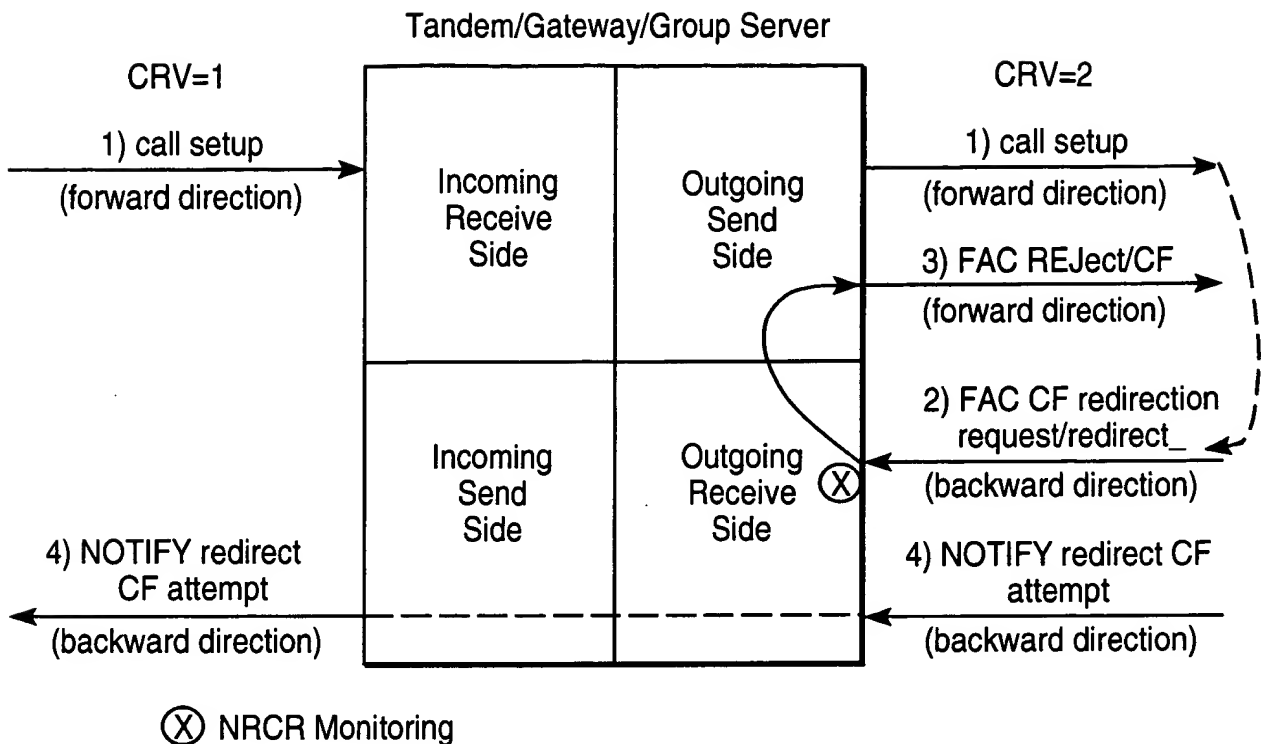 Tandem/Gateway/Group Server
CRV=1
CRV=2
1) call setup
(forward direction)
Incoming
Receive
Side
Outgoing
Send
Side
1) call setup
(forward direction)
3) FAC REJect/CF
(forward direction)
2) FAC CF redirection
request/redirect_
(backward direction)
Incoming
Send
Side
Outgoing
Receive
Side
X
4) NOTIFY redirect
CF attempt
(backward direction)
4) NOTIFY redirect CF
attempt
(backward direction)
X NRCR Monitoring